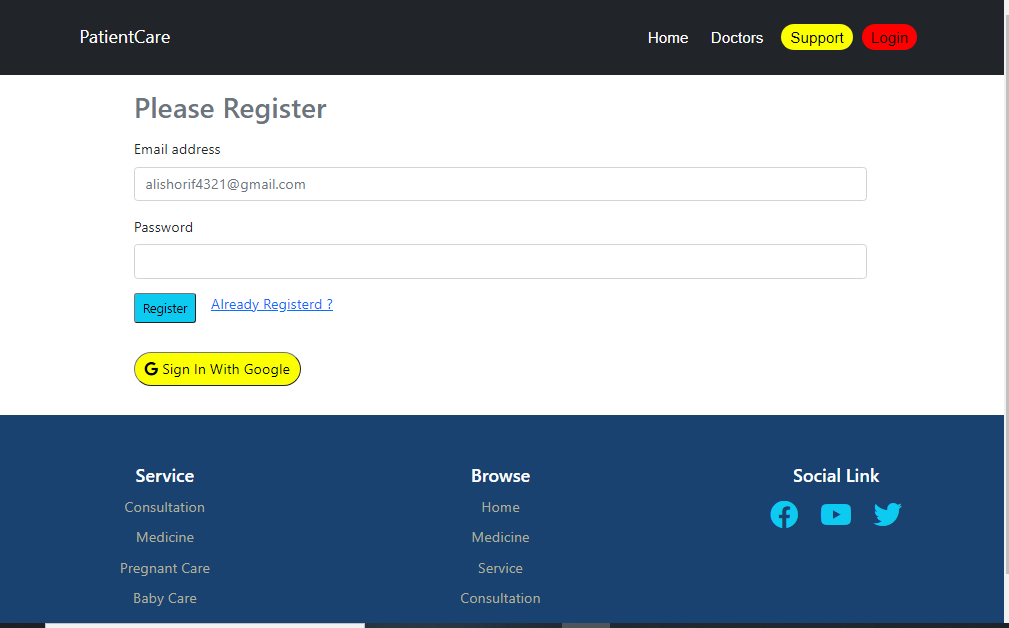 PatientCare Home Doctors Support Login
Please Register
Email address
alishorif4321@gmail.com
Password
Register Already Registerd ?
G Sign In With Google
Service
Consultation
Medicine
Pregnant Care
Baby Care
Browse
Home
Medicine
Service
Consultation
Social Link